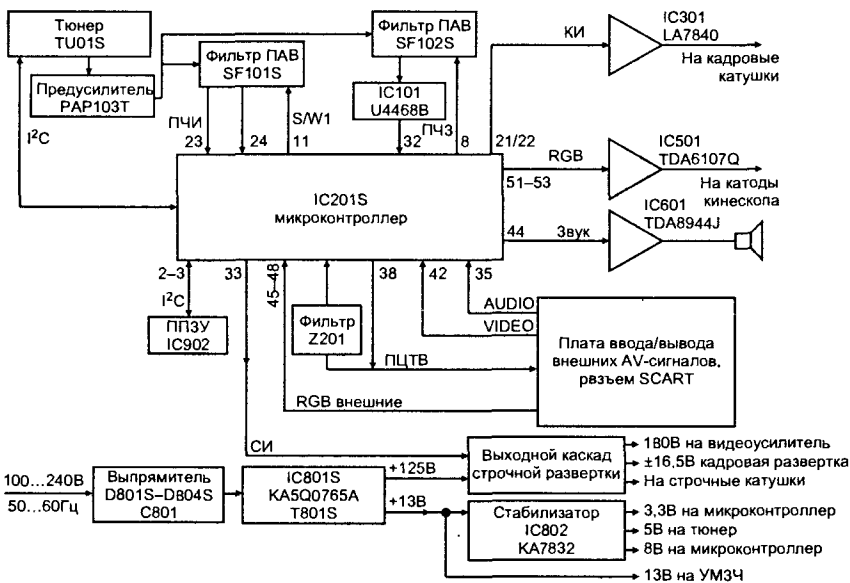 Тюнер
TU01S
Предусилитель
PAP103T
Фильтр ПАВ
SF101S
Фильтр ПАВ
SF102S
IC101
U4468B
КИ
IC301
LA7840
На кадровые
катушки
I²C
ПЧИ
23
24
S/W1
11
32
ПЧЗ
8
21/22
IC201S
микроконтроллер
RGB
51–53
IC501
TDA6107Q
На катоды
кинескопа
44
Звук
IC601
TDA8944J
2–3
I²C
33
45–48
38
42
35
ППЗУ
IC902
Фильтр
Z201
AUDIO
VIDEO
ПЦТВ
RGB внешние
Плата ввода/вывода
внешних AV-сигналов,
рвзъем SCART
СИ
Выходной каскад
строчной развертки
180В на видеоусилитель
±16,5В кадровая развертка
На строчные катушки
100...240В
50...60Гц
Выпрямитель
D801S–D804S
C801
IC801S
KA5Q0765A
T801S
+125В
+13В
Стабилизатор
IC802
KA7832
3,3В на микроконтроллер
5В на тюнер
8В на микроконтроллер
13В на УМЗЧ